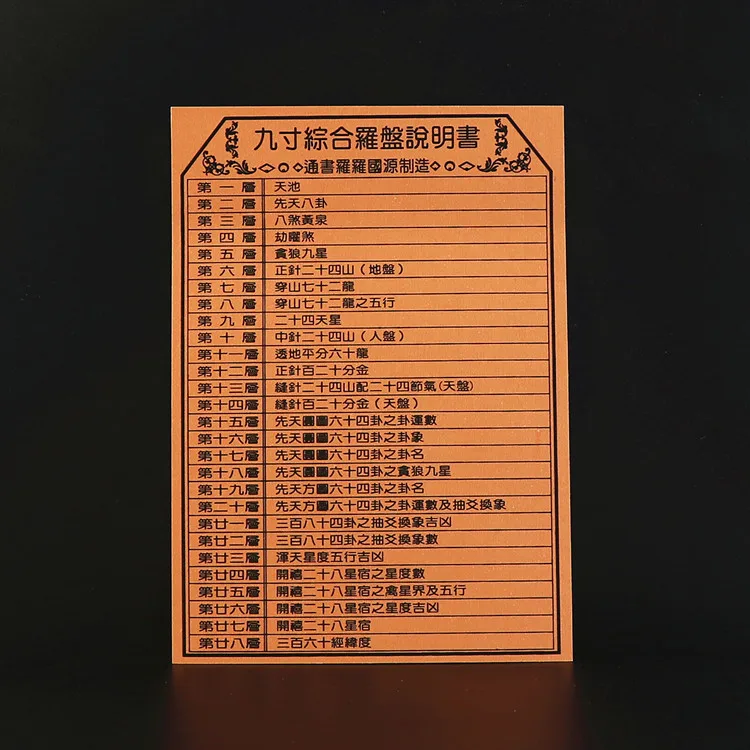 九寸綜合羅盤說明書
通書羅羅國源制造
第一層 天池
第二層 先天八卦
第三層 八煞黃泉
第四層 劫曜煞
第五層 貪狼九星
第六層 正針二十四山(地盤)
第七層 穿山七十二龍
第八層 穿山七十二龍之五行
第九層 二十四天星
第十層 中針二十四山(人盤)
第十一層 透地平分六十龍
第十二層 正針百二十分金
第十三層 縫針二十四山配二十四節氣(天盤)
第十四層 縫針百二十分金(天盤)
第十五層 先天圓圖六十四卦之卦運數
第十六層 先天圓圖六十四卦之卦象
第十七層 先天圓圖六十四卦之卦名
第十八層 先天圓圖六十四卦之貪狼九星
第十九層 先天方圖六十四卦之卦名
第二十層 先天方圖六十四卦之卦運數及抽爻換象
第廿一層 三百八十四卦之抽爻換象吉凶
第廿二層 三百八十四卦之抽爻換象數
第廿三層 渾天星度五行吉凶
第廿四層 開禧二十八星宿之星度數
第廿五層 開禧二十八星宿之禽星界及五行
第廿六層 開禧二十八星宿之星度吉凶
第廿七層 開禧二十八星宿
第廿八層 三百六十經緯度